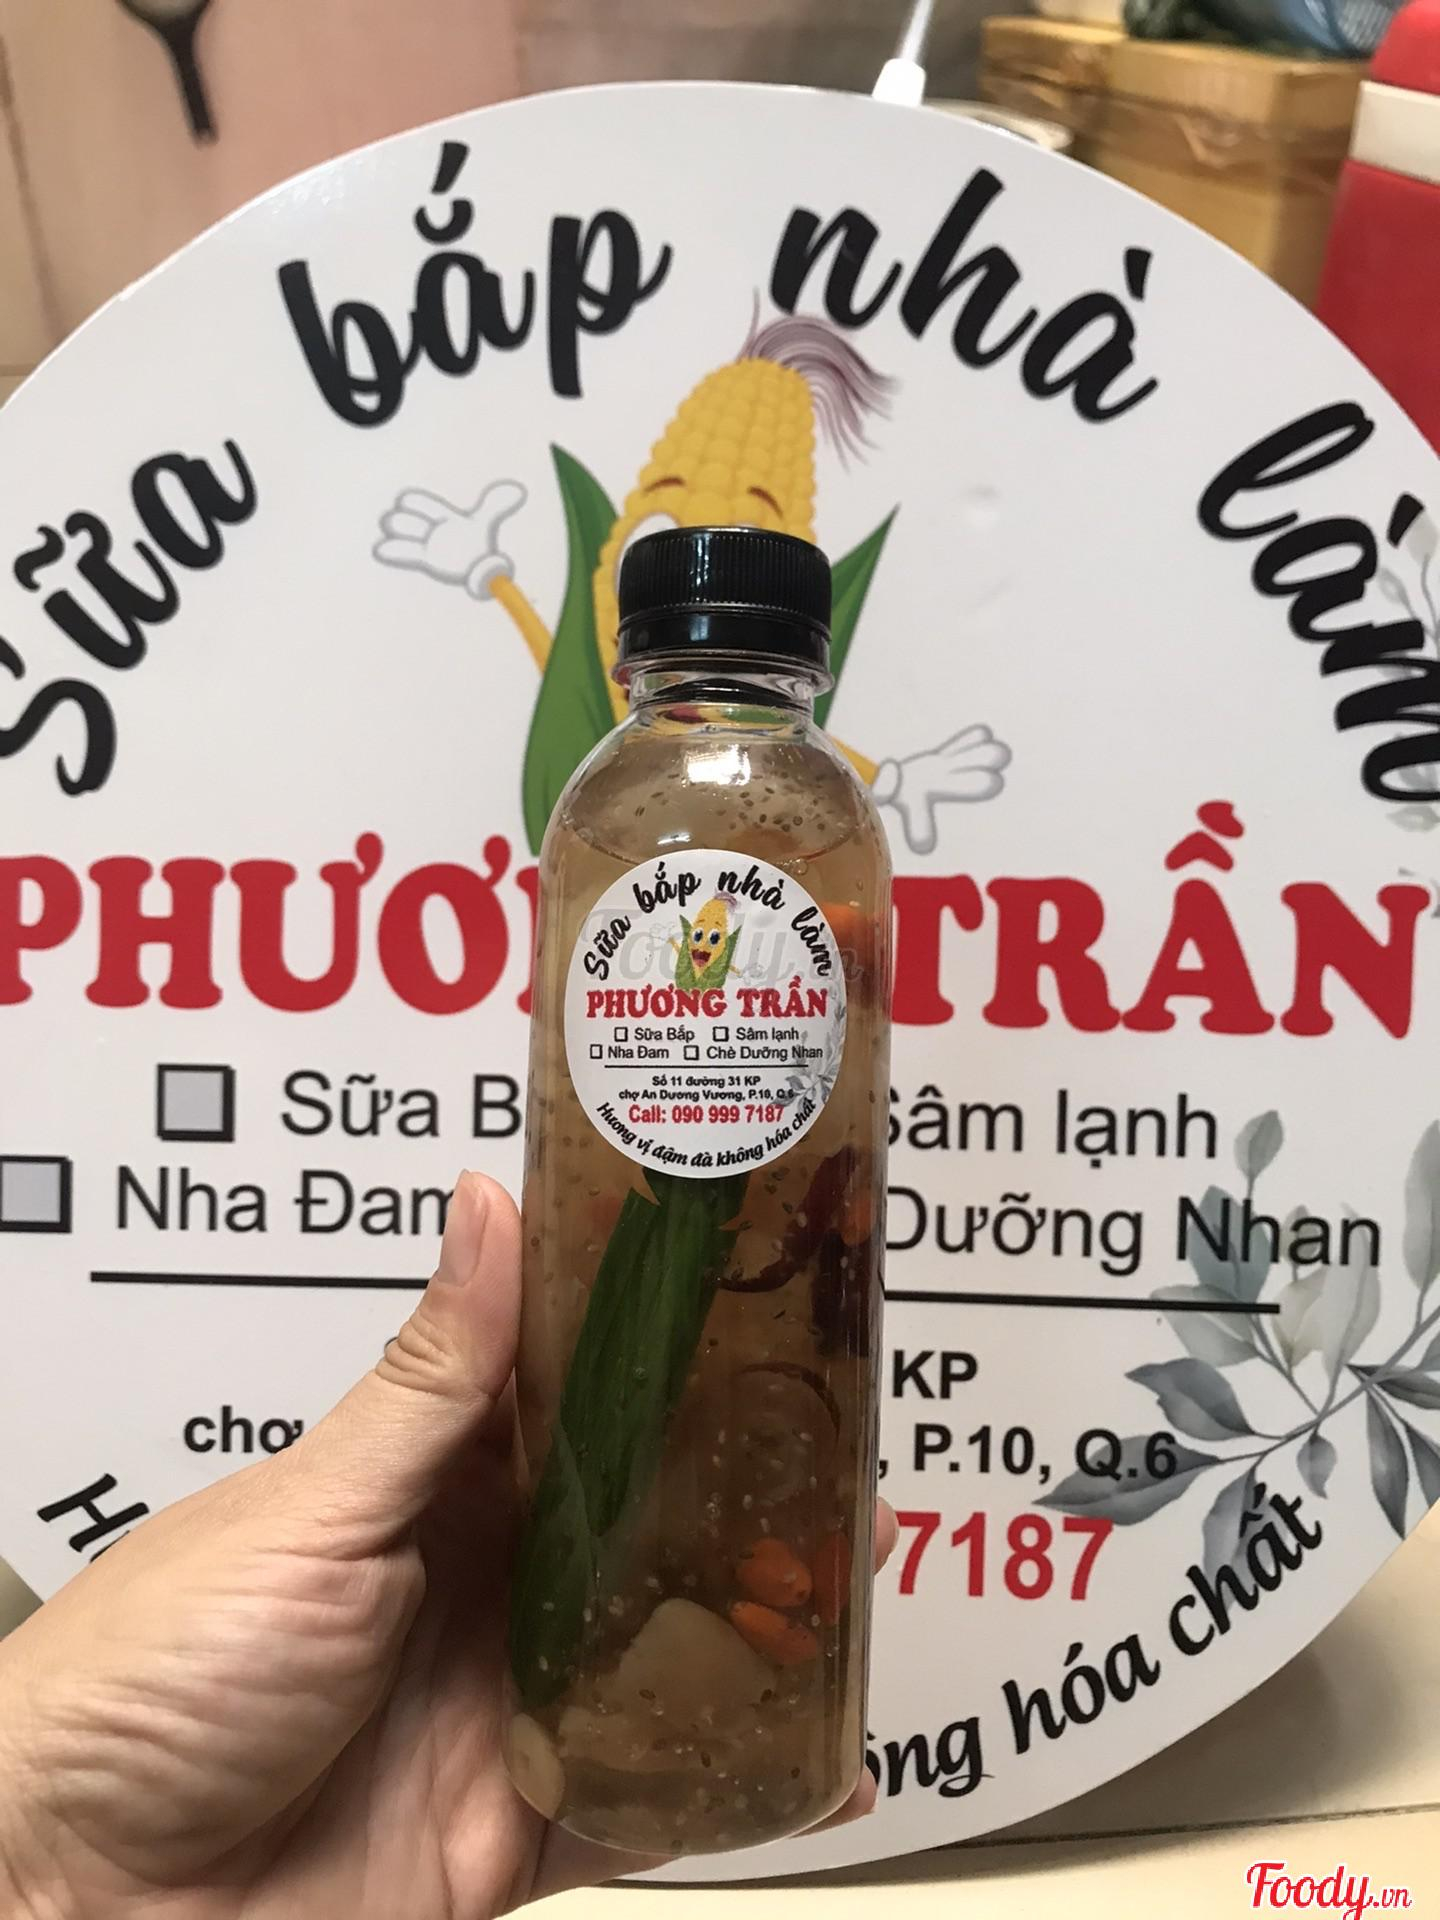 Sữa bắp nhà làm
PHƯƠ TRẦN
Sữa B Sâm lạnh
Nha Đam Dưỡng Nhan
KP
chợ , P.10, Q.6
7187
ông hóa chất
Sữa bắp nhà làm
PHƯƠNG TRẦN
Sữa Bắp Sâm lạnh
Nha Đam Chè Dưỡng Nhan
Số 11 đường 31 KP
chợ An Dương Vương, P.10, Q.6
Call: 090 999 7187
Hương vị đậm đà không hóa chất
Foody.vn
Foody.vn